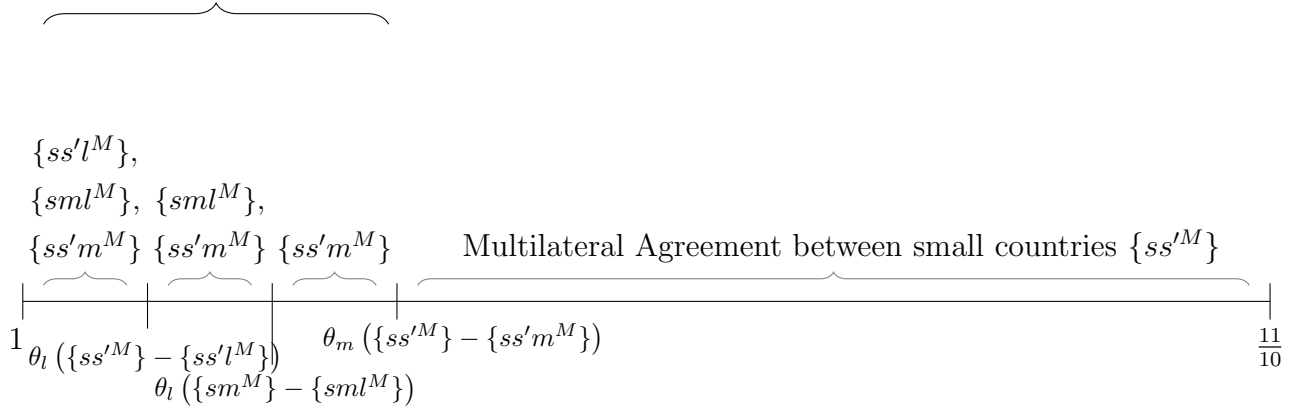 {ss′l^M},
{sml^M}, {sml^M},
{ss′m^M} {ss′m^M} {ss′m^M} Multilateral Agreement between small countries {ss′^M}
1 θ_l ({ss′^M} − {ss′l^M}) θ_m ({ss′^M} − {ss′m^M}) 11/10
θ_l ({sm^M} − {sml^M})